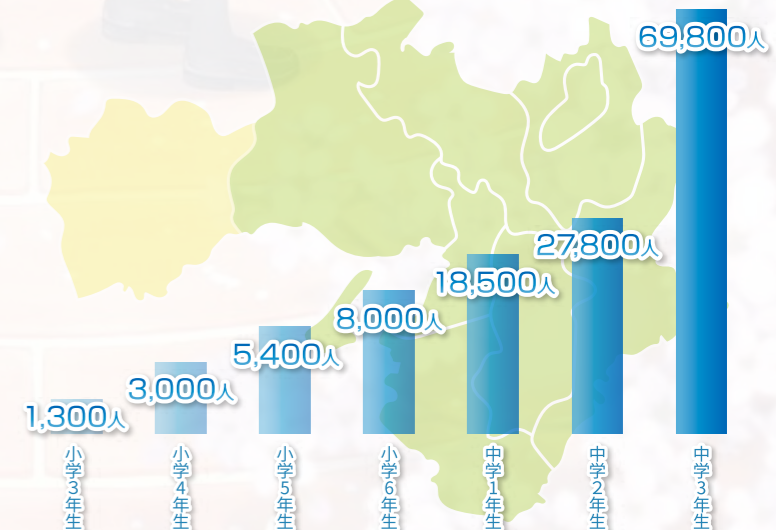 69,800人
27,800人
18,500人
8,000人
5,400人
3,000人
1,300人
小学3年生
小学4年生
小学5年生
小学6年生
中学1年生
中学2年生
中学3年生